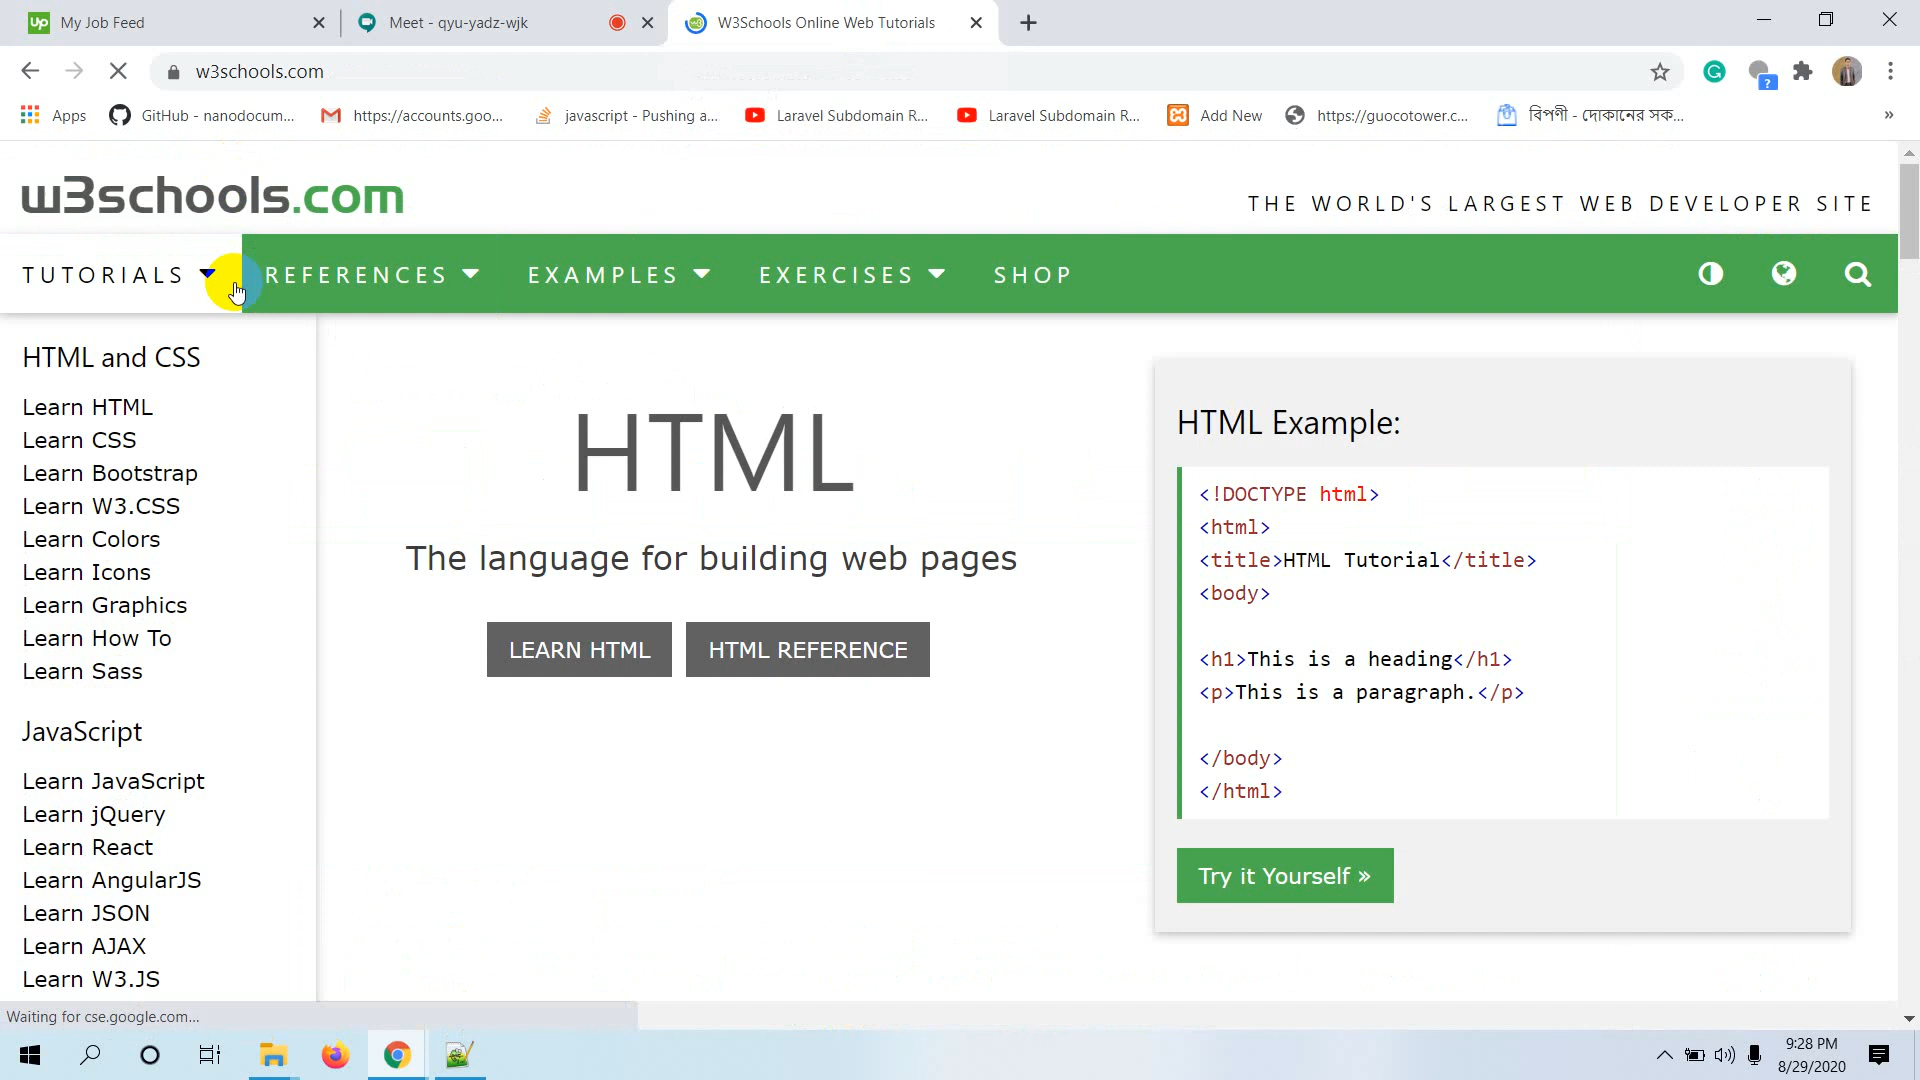 My Job Feed
Meet - qyu-yadz-wjk
W3Schools Online Web Tutorials
w3schools.com
Apps
GitHub - nanodocum...
https://accounts.goo...
javascript - Pushing a...
Laravel Subdomain R...
Laravel Subdomain R...
Add New
https://guocotower.c...
বিপণী - দোকানের সক...
w3schools.com
THE WORLD'S LARGEST WEB DEVELOPER SITE
TUTORIALS
REFERENCES
EXAMPLES
EXERCISES
SHOP
HTML and CSS
Learn HTML
Learn CSS
Learn Bootstrap
Learn W3.CSS
Learn Colors
Learn Icons
Learn Graphics
Learn How To
Learn Sass
JavaScript
Learn JavaScript
Learn jQuery
Learn React
Learn AngularJS
Learn JSON
Learn AJAX
Learn W3.JS
HTML
The language for building web pages
LEARN HTML
HTML REFERENCE
HTML Example:
<!DOCTYPE html>
<html>
<title>HTML Tutorial</title>
<body>
<h1>This is a heading</h1>
<p>This is a paragraph.</p>
</body>
</html>
Try it Yourself »
Waiting for cse.google.com...
9:28 PM
8/29/2020